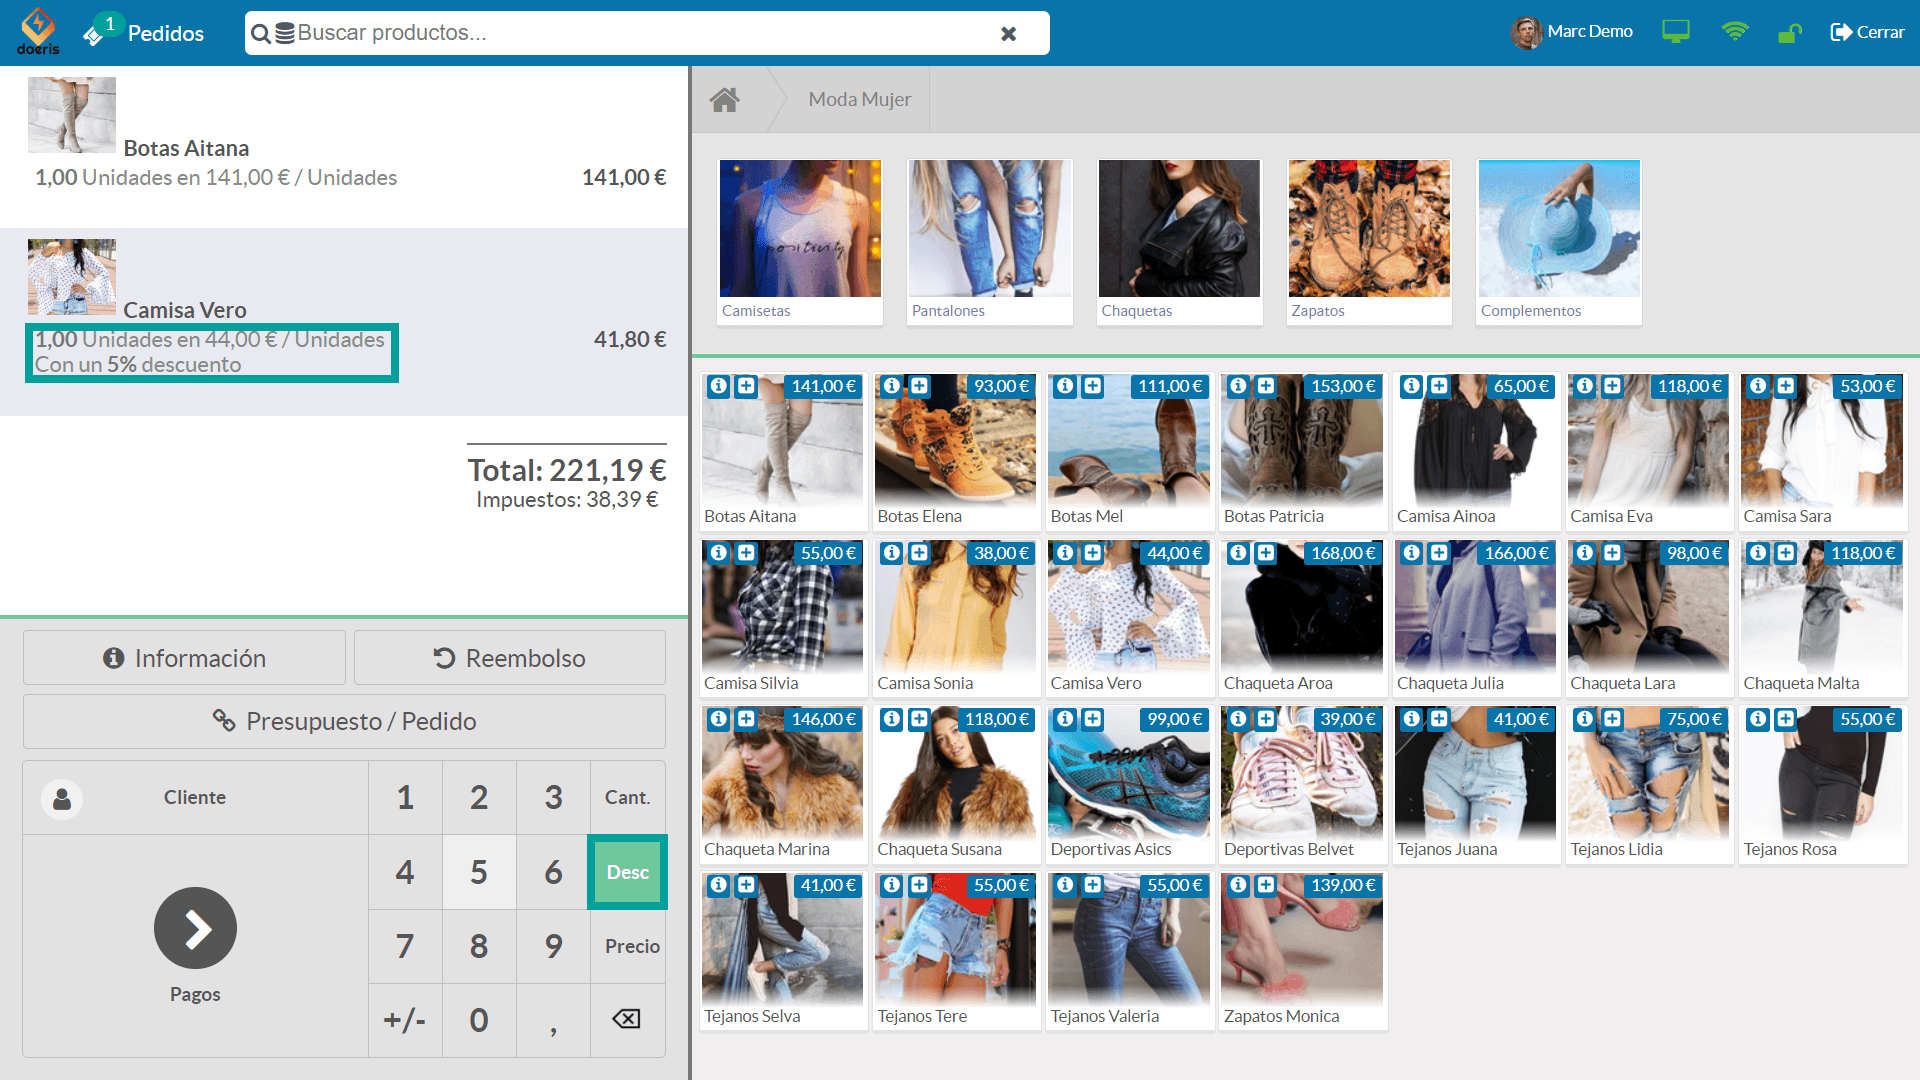 daeris
1
Pedidos
Buscar productos...
Marc Demo
Cerrar
Botas Aitana
1,00 Unidades en 141,00 € / Unidades
141,00 €
Camisa Vero
1,00 Unidades en 44,00 € / Unidades
41,80 €
Con un 5% descuento
Total: 221,19 €
Impuestos: 38,39 €
Información
Reembolso
Presupuesto / Pedido
Cliente
1
2
3
Cant.
4
5
6
Desc
7
8
9
Precio
Pagos
+/-
0
,
Moda Mujer
positivity
Camisetas
Pantalones
Chaquetas
Zapatos
Complementos
141,00 €
93,00 €
111,00 €
153,00 €
65,00 €
118,00 €
53,00 €
Botas Aitana
Botas Elena
Botas Mel
Botas Patricia
Camisa Ainoa
Camisa Eva
Camisa Sara
55,00 €
38,00 €
44,00 €
168,00 €
166,00 €
98,00 €
118,00 €
Camisa Silvia
Camisa Sonia
Camisa Vero
Chaqueta Aroa
Chaqueta Julia
Chaqueta Lara
Chaqueta Malta
146,00 €
118,00 €
99,00 €
39,00 €
41,00 €
75,00 €
55,00 €
Chaqueta Marina
Chaqueta Susana
Deportivas Asics
Deportivas Belvet
Tejanos Juana
Tejanos Lidia
Tejanos Rosa
41,00 €
55,00 €
55,00 €
139,00 €
Tejanos Selva
Tejanos Tere
Tejanos Valeria
Zapatos Monica